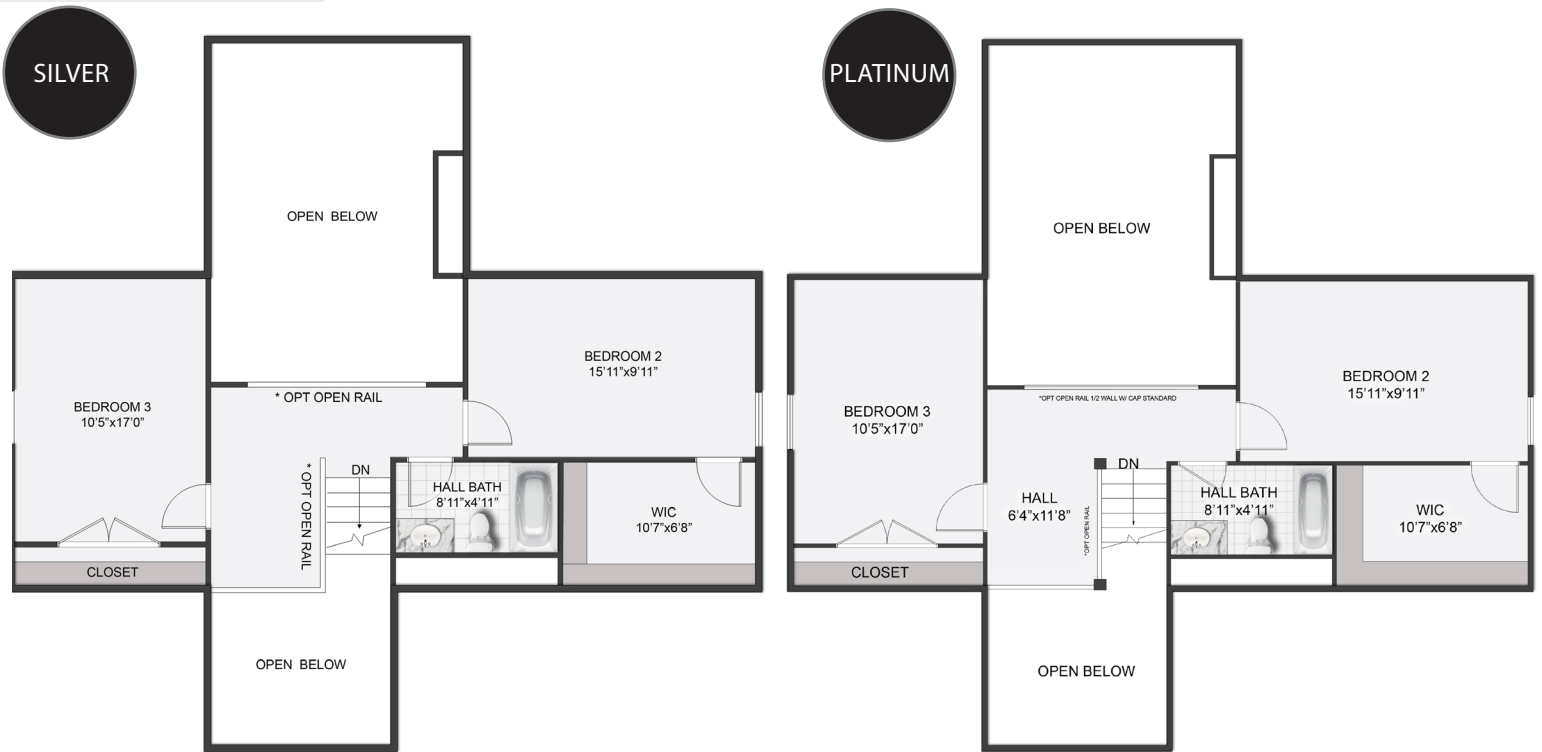 SILVER
OPEN BELOW
* OPT OPEN RAIL
BEDROOM 2
15'11"x9'11"
BEDROOM 3
10'5"x17'0"
* OPT OPEN RAIL
DN
HALL BATH
8'11"x4'11"
WIC
10'7"x6'8"
CLOSET
OPEN BELOW
PLATINUM
OPEN BELOW
*OPT OPEN RAIL 1/2 WALL W/ CAP STANDARD
BEDROOM 2
15'11"x9'11"
BEDROOM 3
10'5"x17'0"
DN
HALL
6'4"x11'8"
*OPT OPEN RAIL
HALL BATH
8'11"x4'11"
WIC
10'7"x6'8"
CLOSET
OPEN BELOW